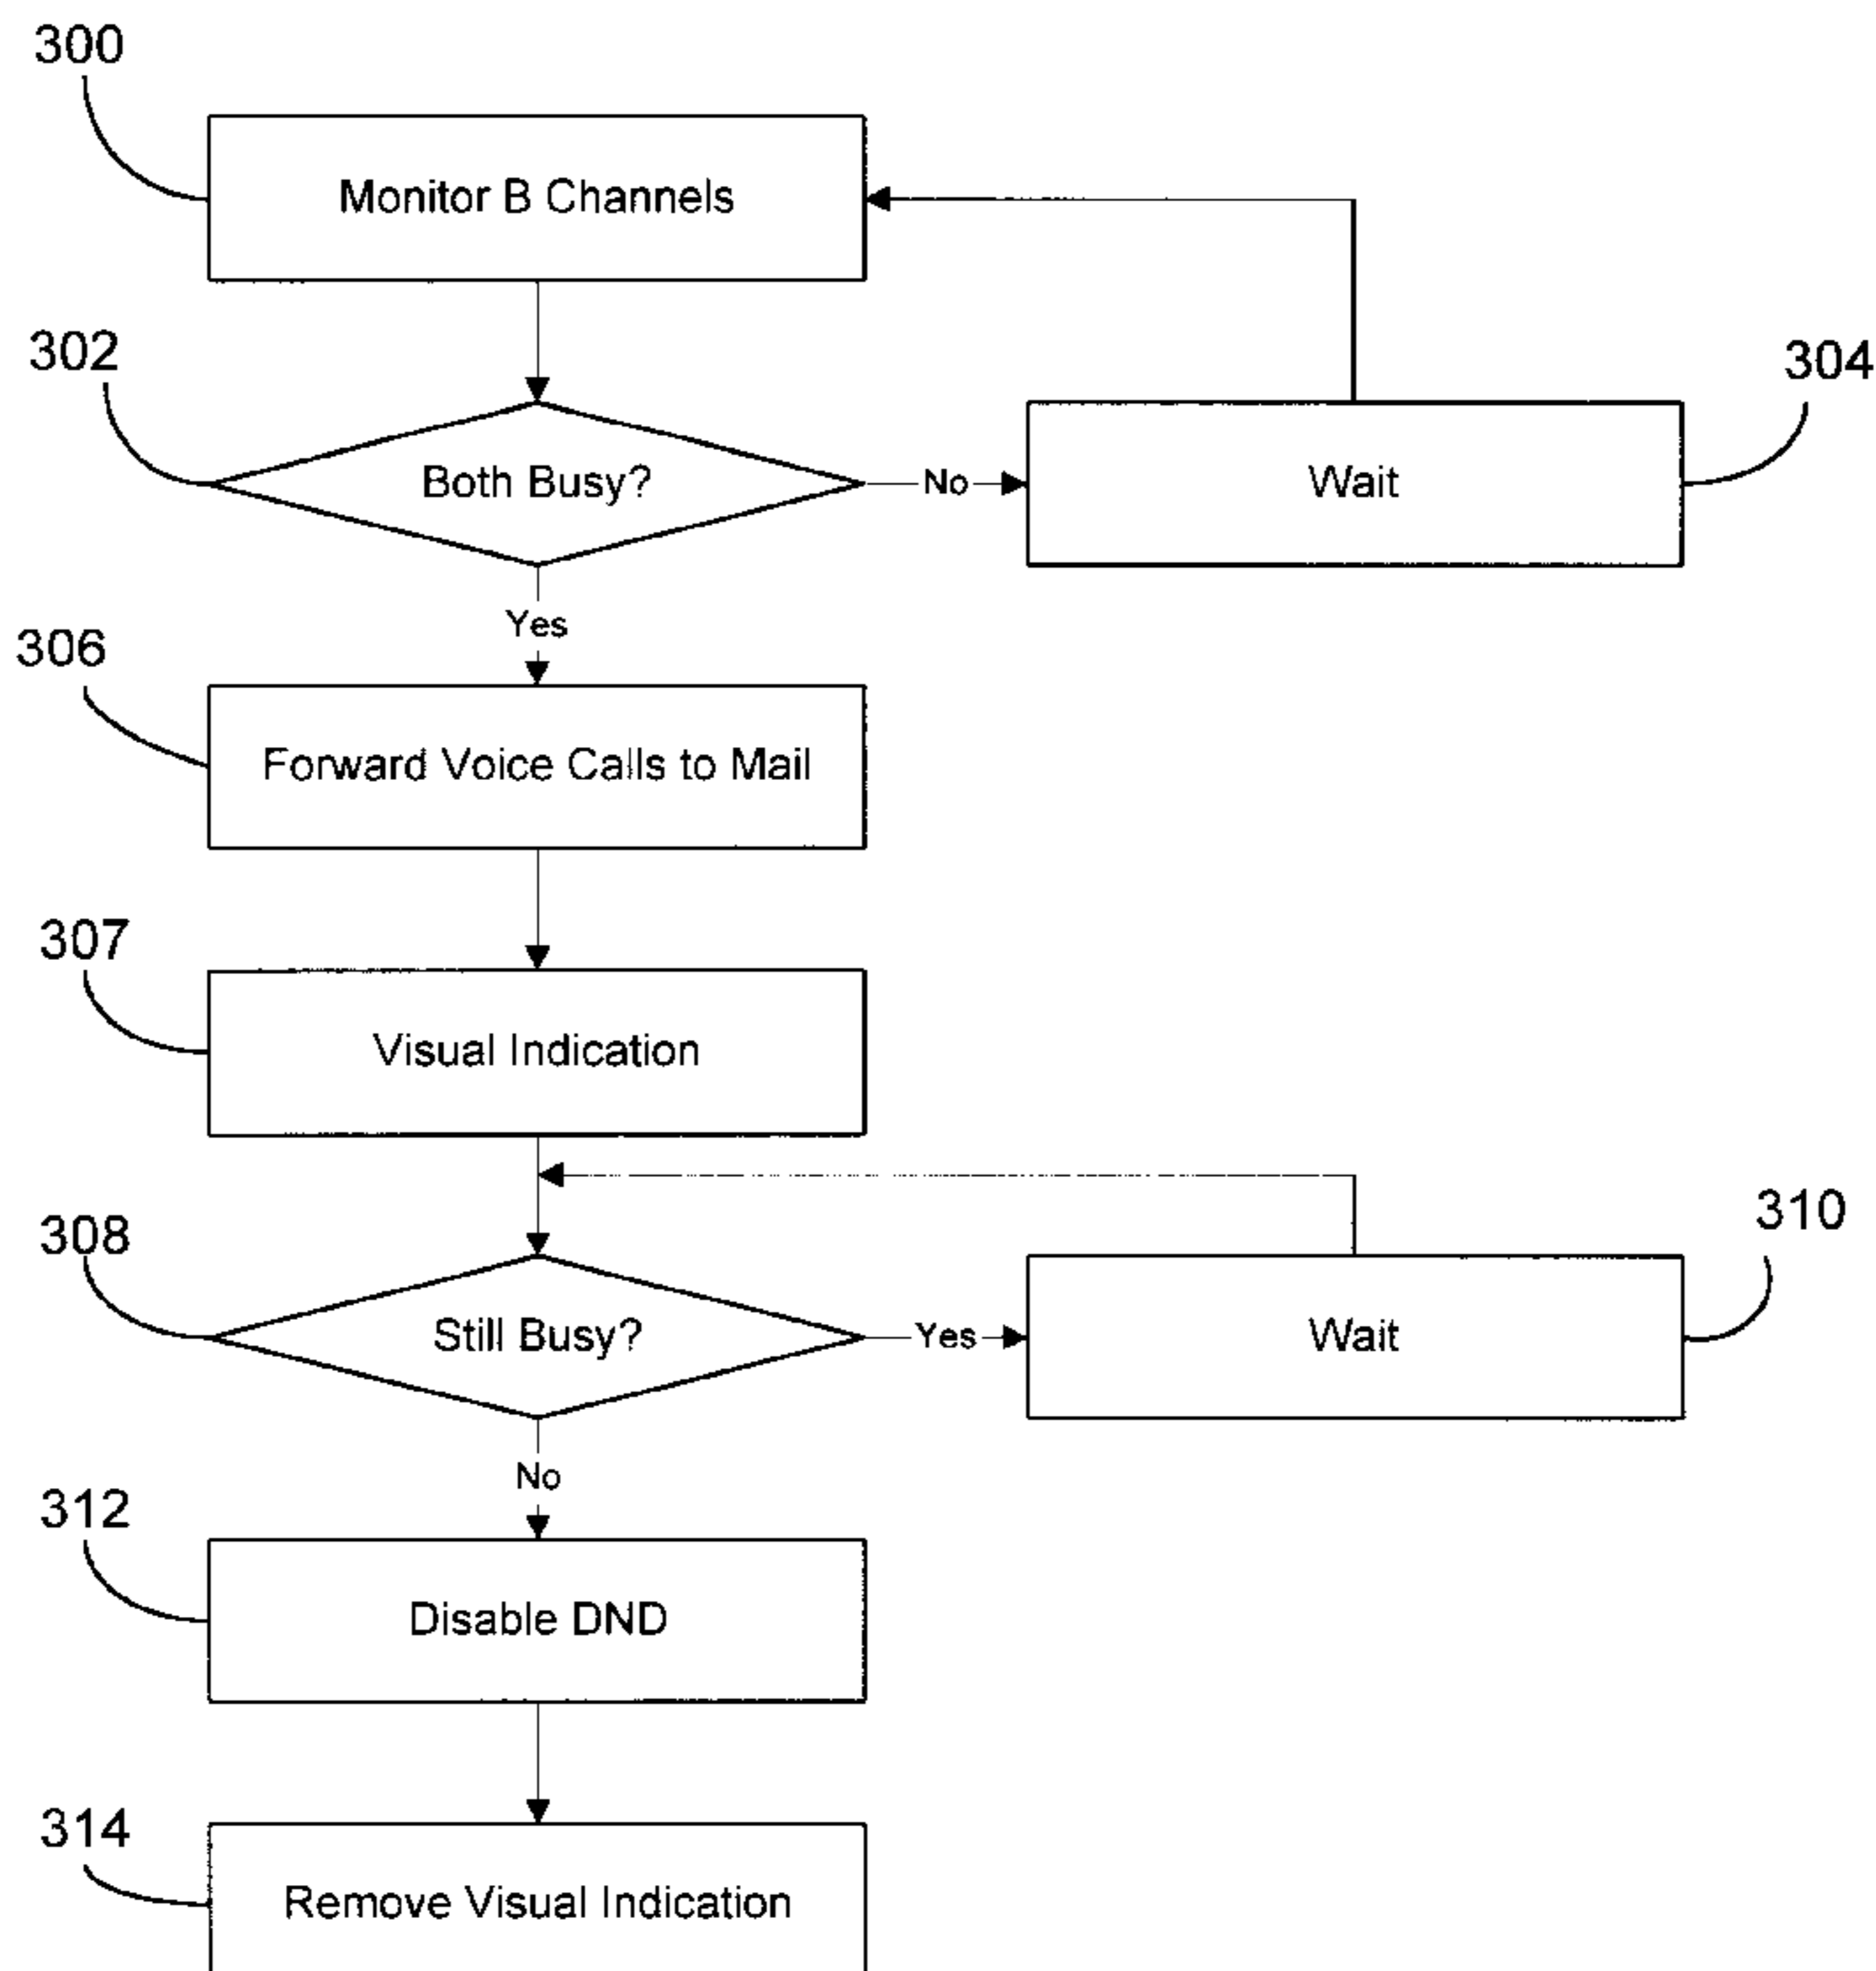 300
Monitor B Channels
302
Both Busy?
No
Wait
304
Yes
306
Forward Voice Calls to Mail
307
Visual Indication
308
Still Busy?
Yes
Wait
310
No
312
Disable DND
314
Remove Visual Indication